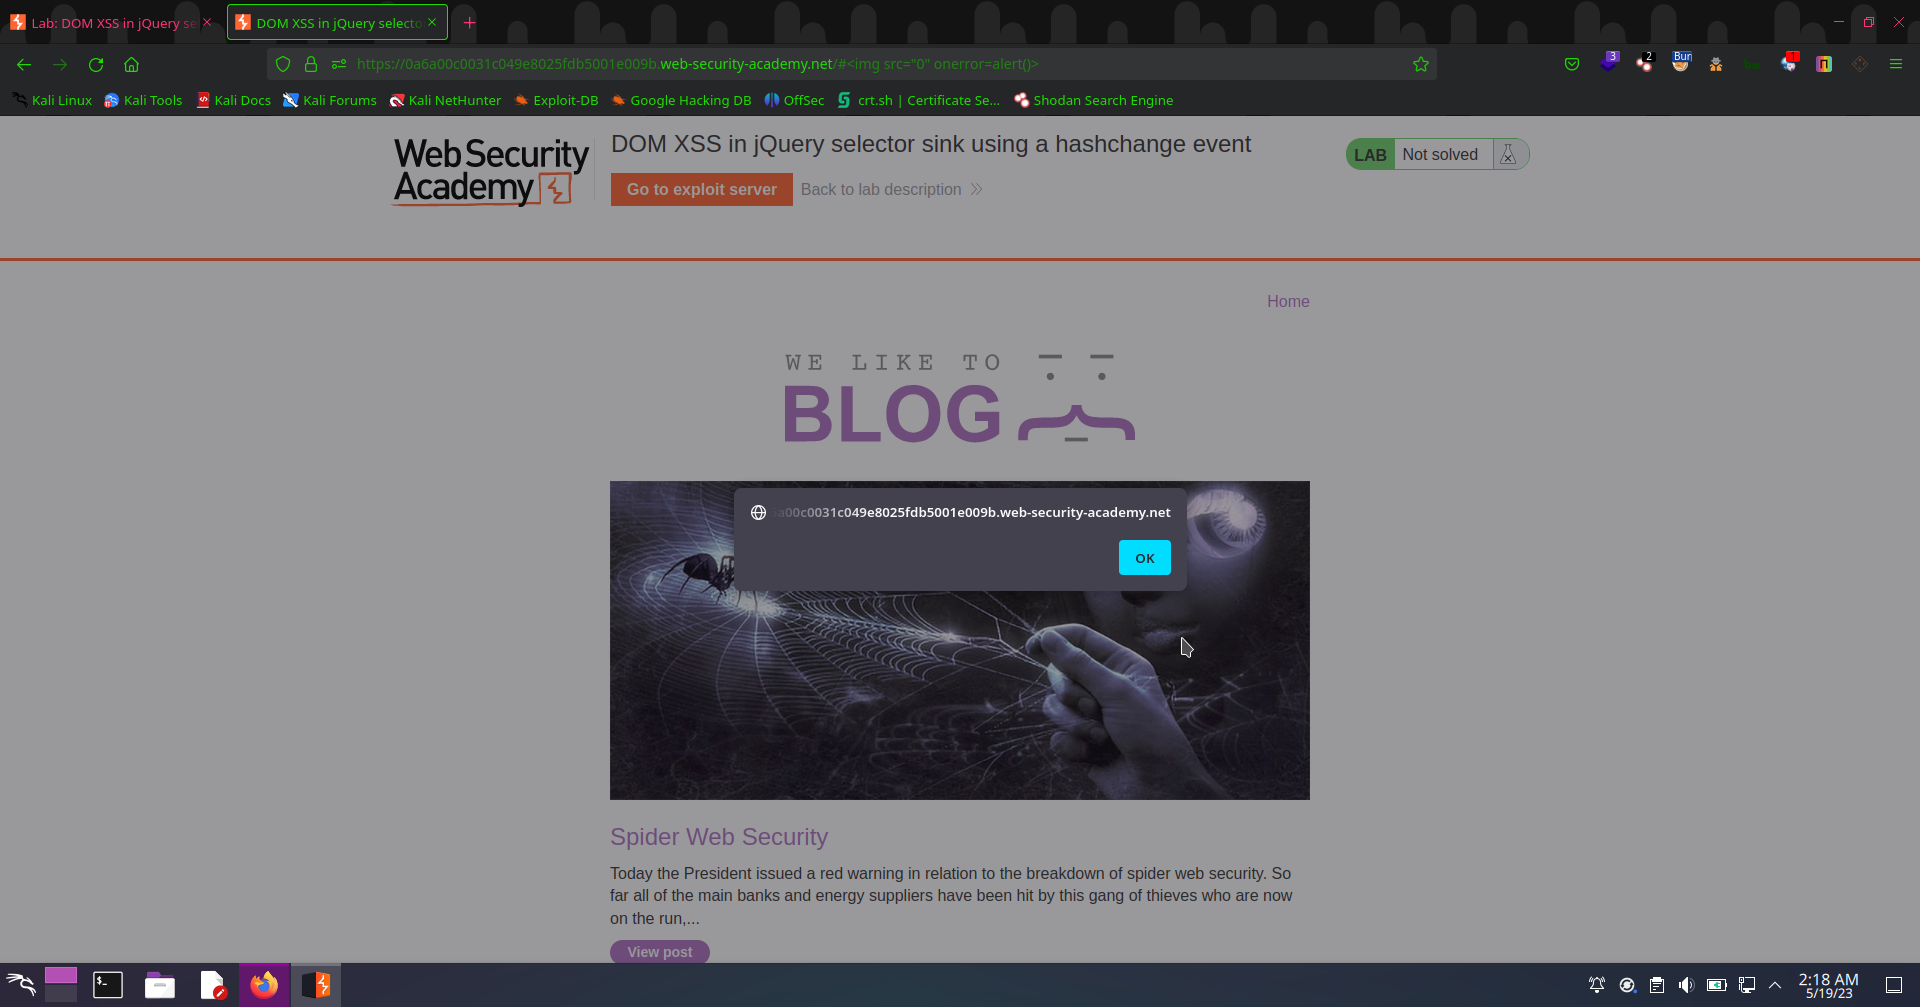 Lab: DOM XSS in jQuery se
DOM XSS in jQuery selecto
https://0a6a00c0031c049e8025fdb5001e009b.web-security-academy.net/#<img src="0" onerror=alert()>
3
2
Bur
1
Kali Linux
Kali Tools
Kali Docs
Kali Forums
Kali NetHunter
Exploit-DB
Google Hacking DB
OffSec
crt.sh | Certificate Se...
Shodan Search Engine
Web Security
Academy
DOM XSS in jQuery selector sink using a hashchange event
Go to exploit server
Back to lab description
LAB
Not solved
Home
WE LIKE TO
BLOG
a00c0031c049e8025fdb5001e009b.web-security-academy.net
OK
Spider Web Security
Today the President issued a red warning in relation to the breakdown of spider web security. So
far all of the main banks and energy suppliers have been hit by this gang of thieves who are now
on the run,...
View post
2:18 AM
5/19/23